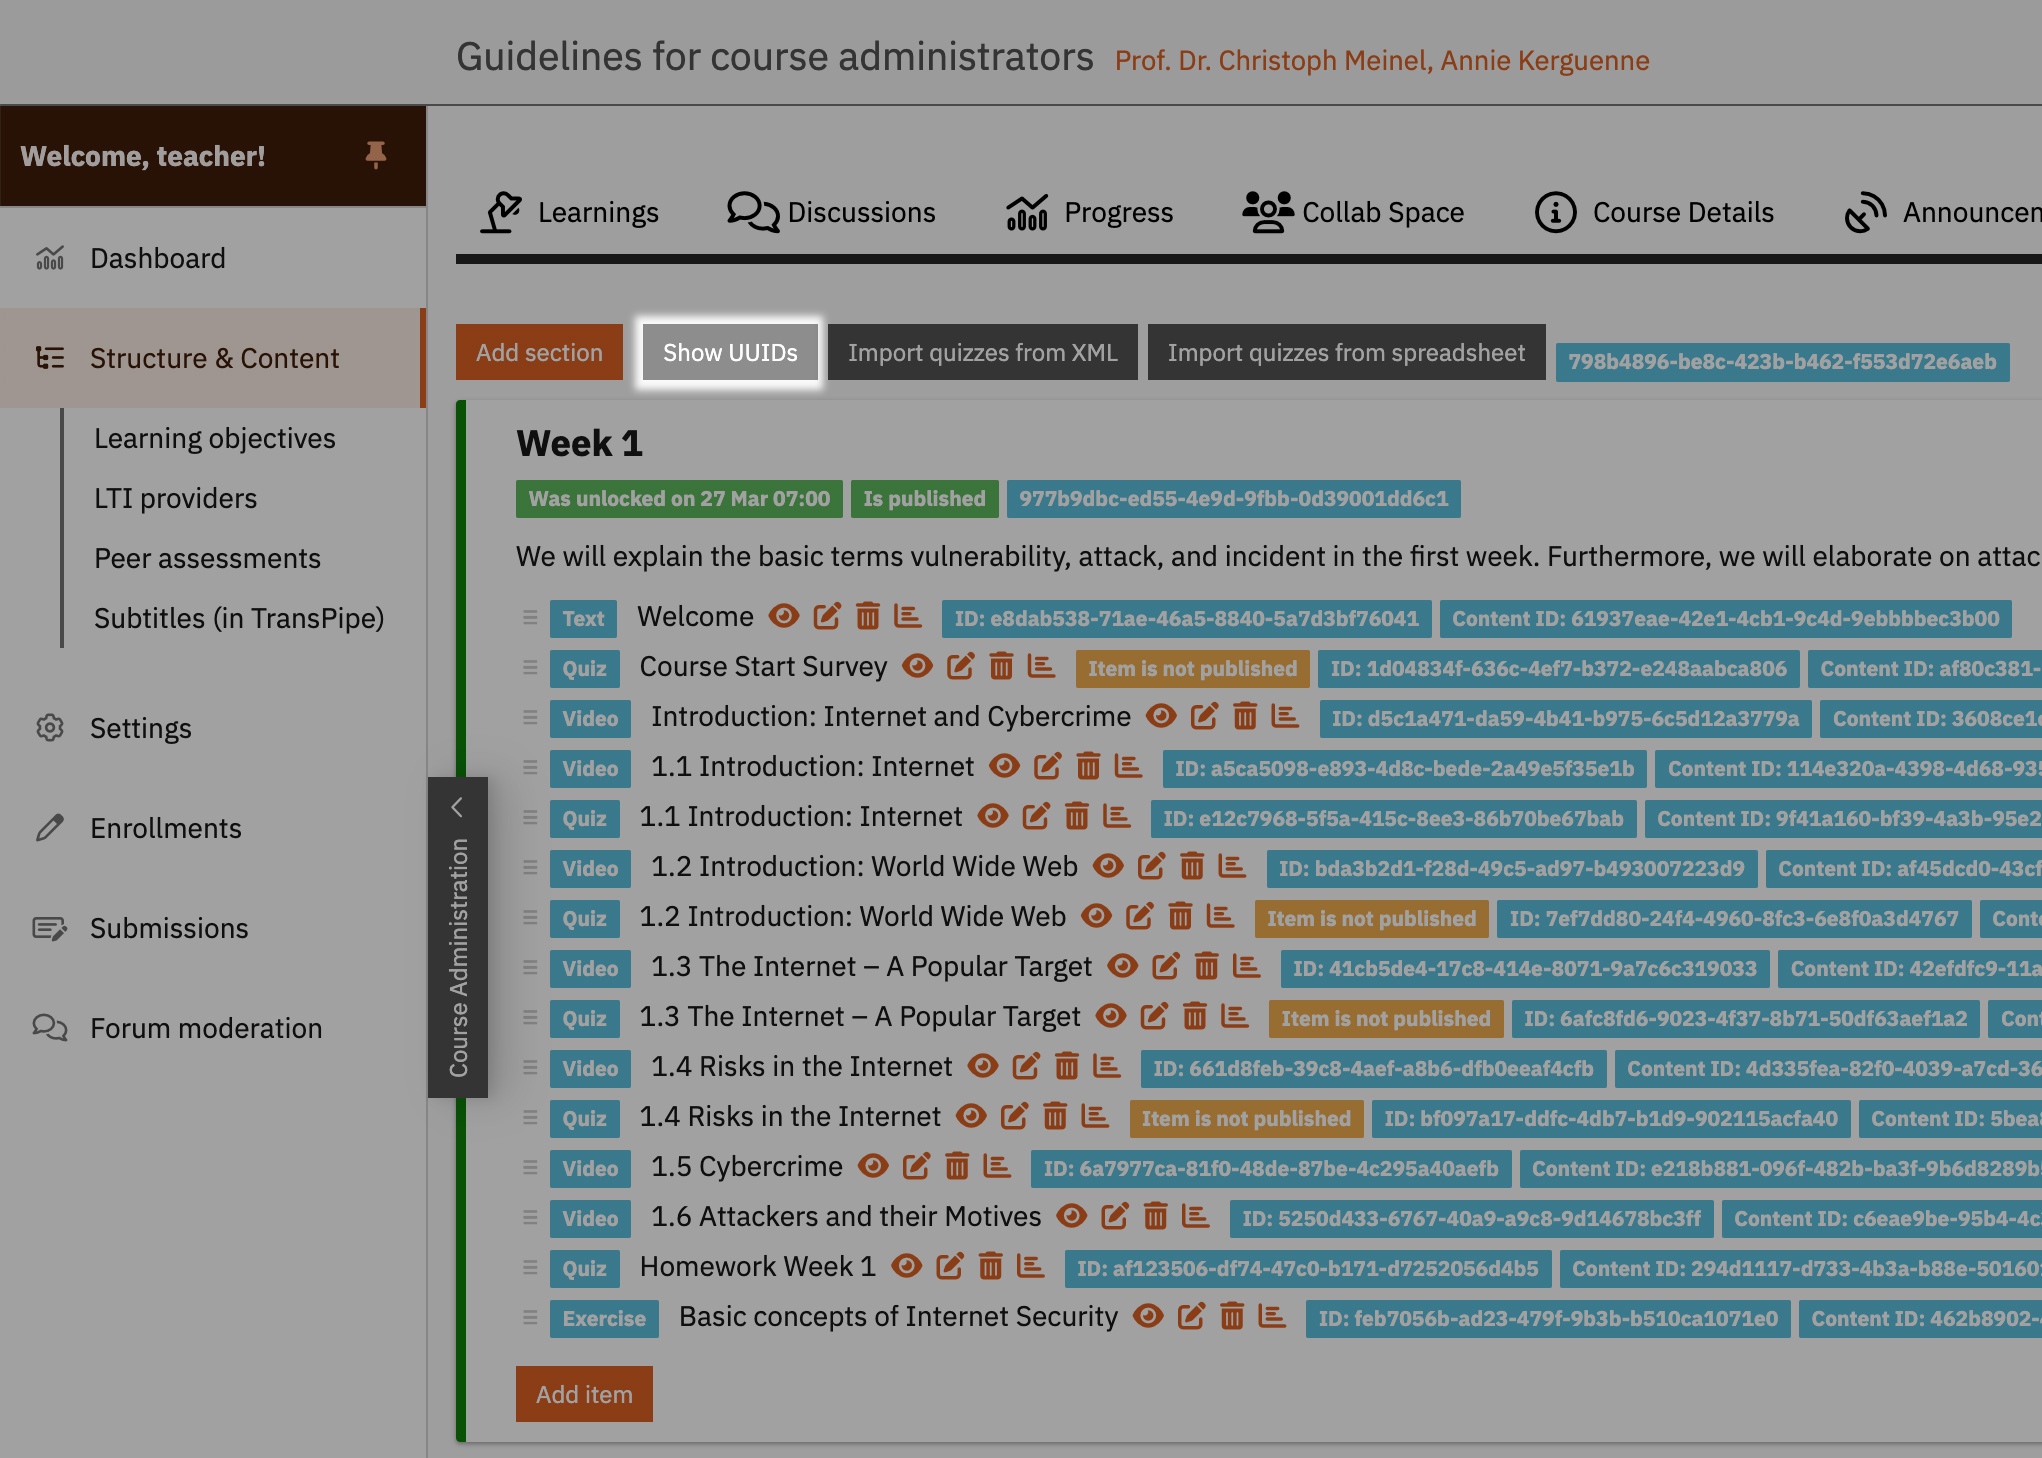 Guidelines for course administrators Prof. Dr. Christoph Meinel, Annie Kerguenne
Welcome, teacher!
Dashboard
Structure & Content
Learning objectives
LTI providers
Peer assessments
Subtitles (in TransPipe)
Settings
Enrollments
Submissions
Forum moderation
Course Administration
Learnings Discussions Progress Collab Space Course Details Announcem
Add section Show UUIDs Import quizzes from XML Import quizzes from spreadsheet 798b4896-be8c-423b-b462-f553d72e6aeb
Week 1
Was unlocked on 27 Mar 07:00 Is published 977b9dbc-ed55-4e9d-9fbb-0d39001dd6c1
We will explain the basic terms vulnerability, attack, and incident in the first week. Furthermore, we will elaborate on attac
Text Welcome ID: e8dab538-71ae-46a5-8840-5a7d3bf76041 Content ID: 61937eae-42e1-4cb1-9c4d-9ebbbbec3b00
Quiz Course Start Survey Item is not published ID: 1d04834f-636c-4ef7-b372-e248aabca806 Content ID: af80c381-
Video Introduction: Internet and Cybercrime ID: d5c1a471-da59-4b41-b975-6c5d12a3779a Content ID: 3608ce1
Video 1.1 Introduction: Internet ID: a5ca5098-e893-4d8c-bede-2a49e5f35e1b Content ID: 114e320a-4398-4d68-935
Quiz 1.1 Introduction: Internet ID: e12c7968-5f5a-415c-8ee3-86b70be67bab Content ID: 9f41a160-bf39-4a3b-95e2
Video 1.2 Introduction: World Wide Web ID: bda3b2d1-f28d-49c5-ad97-b493007223d9 Content ID: af45dcd0-43cf
Quiz 1.2 Introduction: World Wide Web Item is not published ID: 7ef7dd80-24f4-4960-8fc3-6e8f0a3d4767 Cont
Video 1.3 The Internet – A Popular Target ID: 41cb5de4-17c8-414e-8071-9a7c6c319033 Content ID: 42efdfc9-11a
Quiz 1.3 The Internet – A Popular Target Item is not published ID: 6afc8fd6-9023-4f37-8b71-50df63aef1a2 Con
Video 1.4 Risks in the Internet ID: 661d8feb-39c8-4aef-a8b6-dfb0eeaf4cfb Content ID: 4d335fea-82f0-4039-a7cd-36
Quiz 1.4 Risks in the Internet Item is not published ID: bf097a17-ddfc-4db7-b1d9-902115acfa40 Content ID: 5bea
Video 1.5 Cybercrime ID: 6a7977ca-81f0-48de-87be-4c295a40aefb Content ID: e218b881-096f-482b-ba3f-9b6d8289b
Video 1.6 Attackers and their Motives ID: 5250d433-6767-40a9-a9c8-9d14678bc3ff Content ID: c6eae9be-95b4-4c
Quiz Homework Week 1 ID: af123506-df74-47c0-b171-d7252056d4b5 Content ID: 294d1117-d733-4b3a-b88e-50160
Exercise Basic concepts of Internet Security ID: feb7056b-ad23-479f-9b3b-b510ca1071e0 Content ID: 462b8902-
Add item